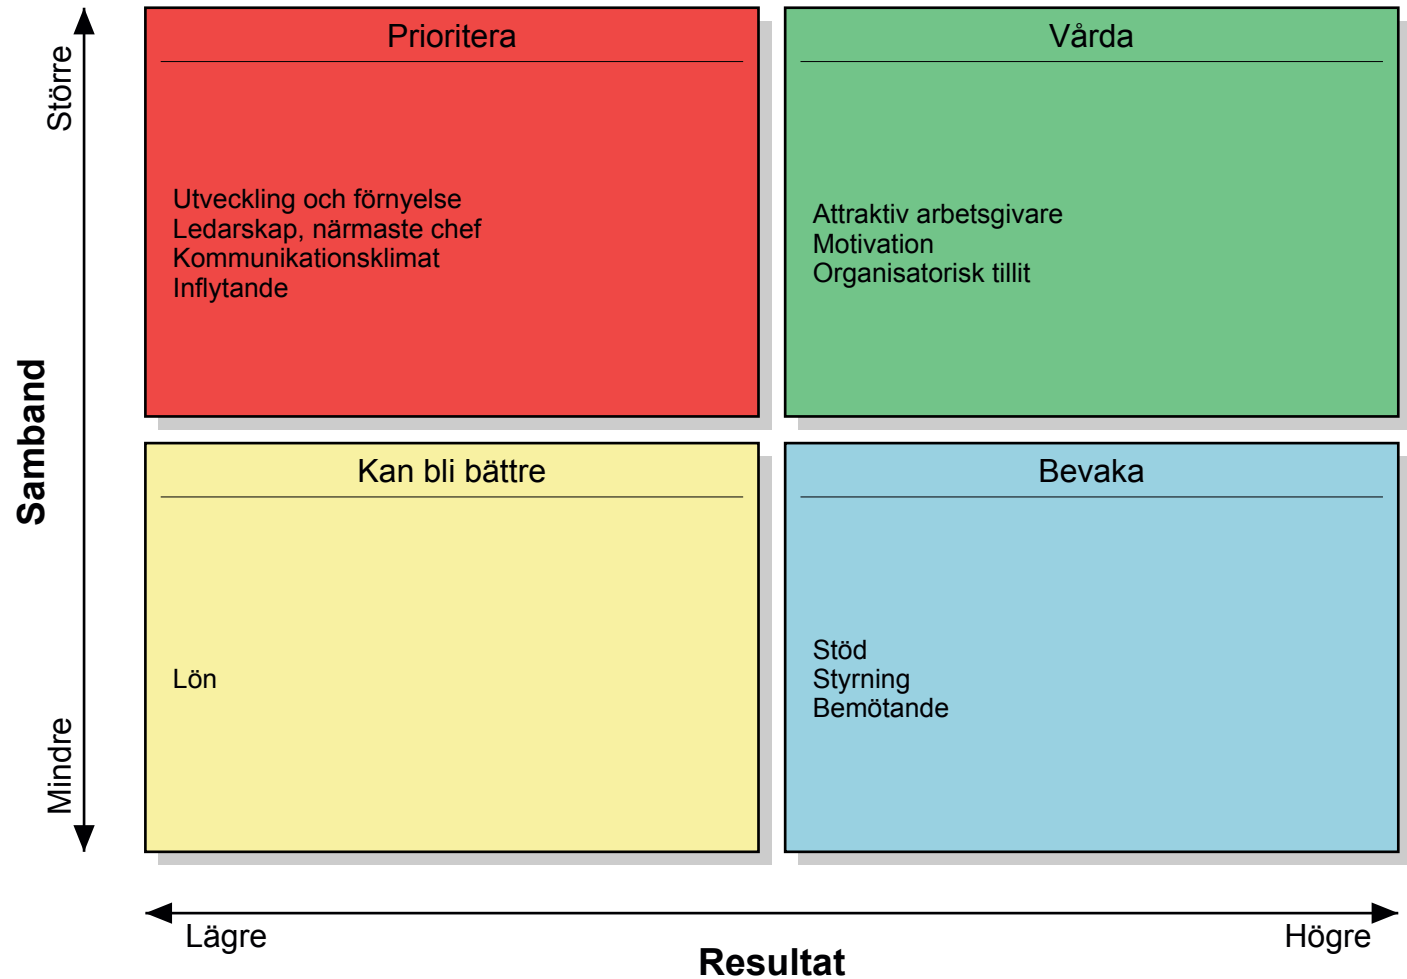 Större
Samband
Mindre
Prioritera
Utveckling och förnyelse
Ledarskap, närmaste chef
Kommunikationsklimat
Inflytande
Vårda
Attraktiv arbetsgivare
Motivation
Organisatorisk tillit
Kan bli bättre
Lön
Bevaka
Stöd
Styrning
Bemötande
Lägre
Resultat
Högre